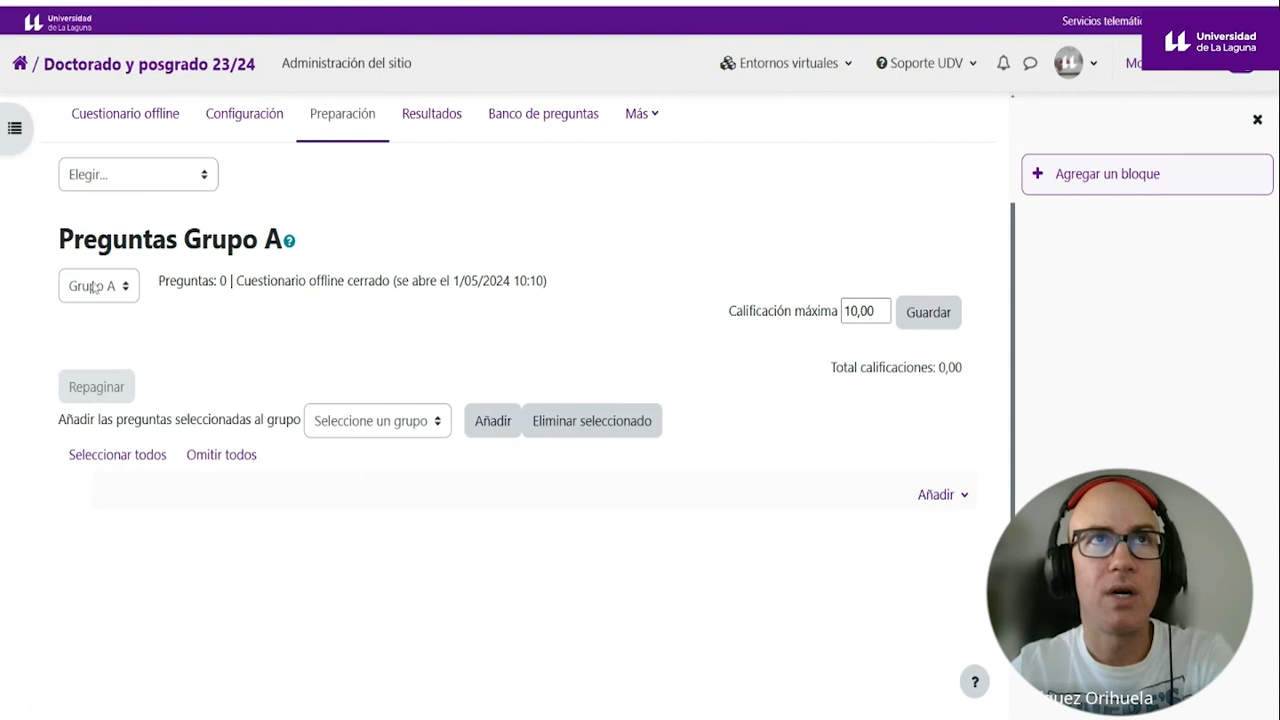 Universidad
de La Laguna
Servicios telemátic
Universidad
de La Laguna
/ Doctorado y posgrado 23/24
Administración del sitio
Entornos virtuales
Soporte UDV
Cuestionario offline
Configuración
Preparación
Resultados
Banco de preguntas
Más
Elegir...
Agregar un bloque
Preguntas Grupo A
Grupo A
Preguntas: 0 | Cuestionario offline cerrado (se abre el 1/05/2024 10:10)
Calificación máxima 10,00 Guardar
Total calificaciones: 0,00
Repaginar
Añadir las preguntas seleccionadas al grupo Seleccione un grupo Añadir Eliminar seleccionado
Seleccionar todos Omitir todos
Añadir
Orihuela